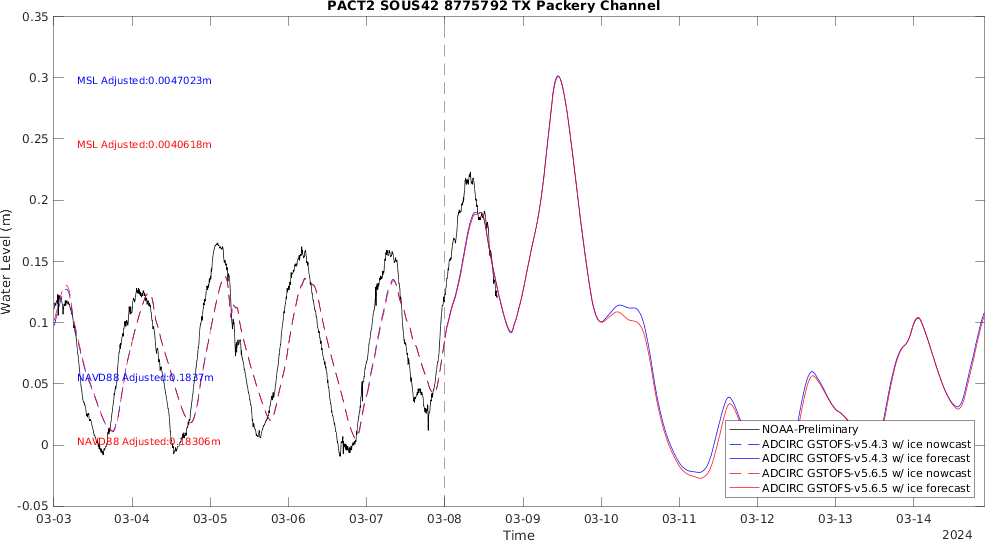 PACT2 SOUS42 8775792 TX Packery Channel
0.35
0.3
0.25
0.2
0.15
0.1
0.05
0
-0.05
Water Level (m)
MSL Adjusted:0.0047023m
MSL Adjusted:0.0040618m
NAVD88 Adjusted:0.1837m
NAVD88 Adjusted:0.18306m
NOAA-Preliminary
ADCIRC GSTOFS-v5.4.3 w/ ice nowcast
ADCIRC GSTOFS-v5.4.3 w/ ice forecast
ADCIRC GSTOFS-v5.6.5 w/ ice nowcast
ADCIRC GSTOFS-v5.6.5 w/ ice forecast
03-03 03-04 03-05 03-06 03-07 03-08 03-09 03-10 03-11 03-12 03-13 03-14
Time
2024